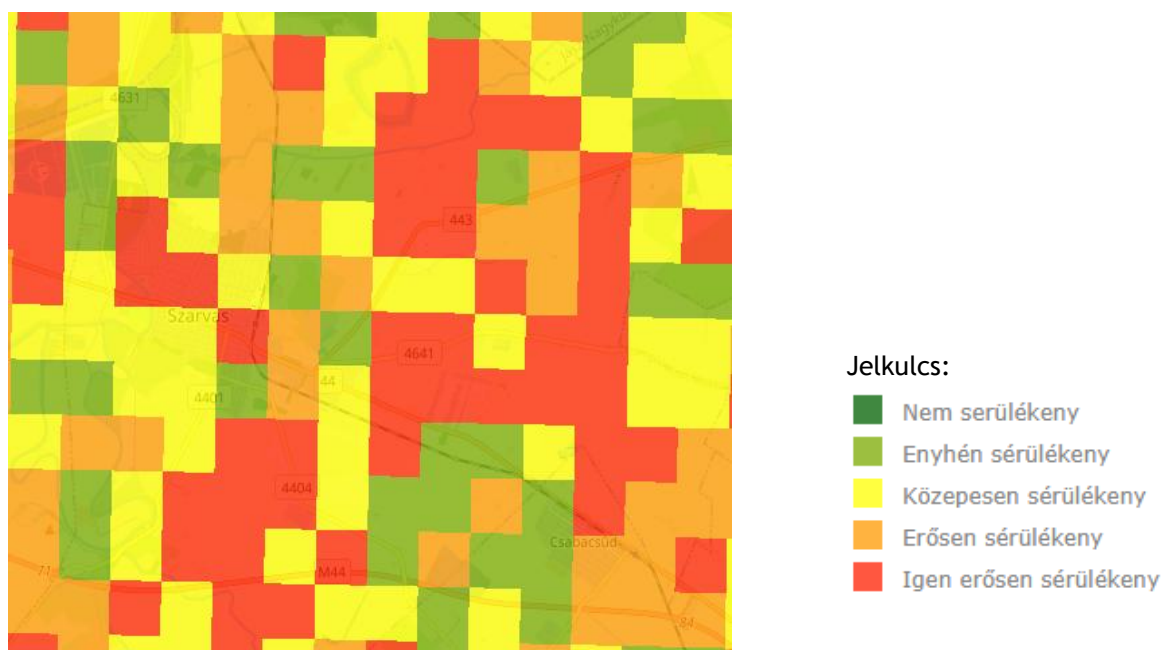 4631
443
Szarvas
4641
44
4401
4404
Csabacsűd
71
M44
84
Jelkulcs:
Nem serülékeny
Enyhén sérülékeny
Közepesen sérülékeny
Erősen sérülékeny
Igen erősen sérülékeny